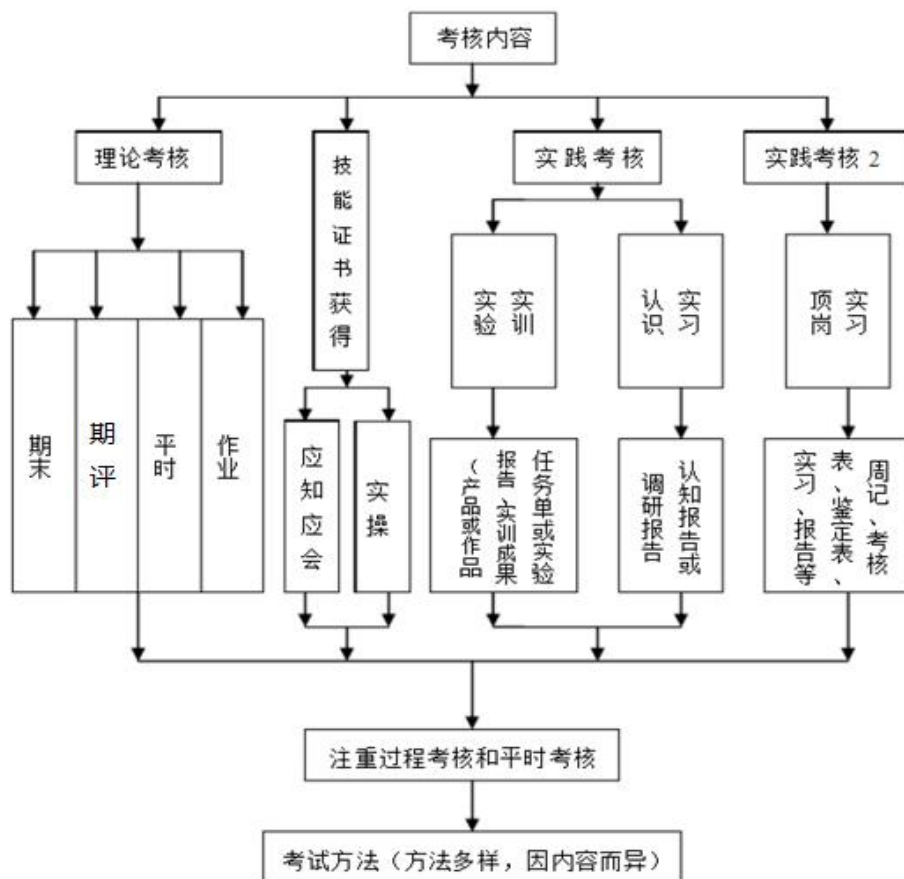 考核内容
理论考核
技能证书获得
实践考核
实践考核 2
实验
实训
认识
实习
顶岗
实习
期末
期评
平时
作业
应知应会
实操
任务单或实验
报告、实训成果
（产品或作品
认知报告或
调研报告
周记、考核
表、鉴定表、
实习、报告等
注重过程考核和平时考核
考试方法（方法多样，因内容而异）